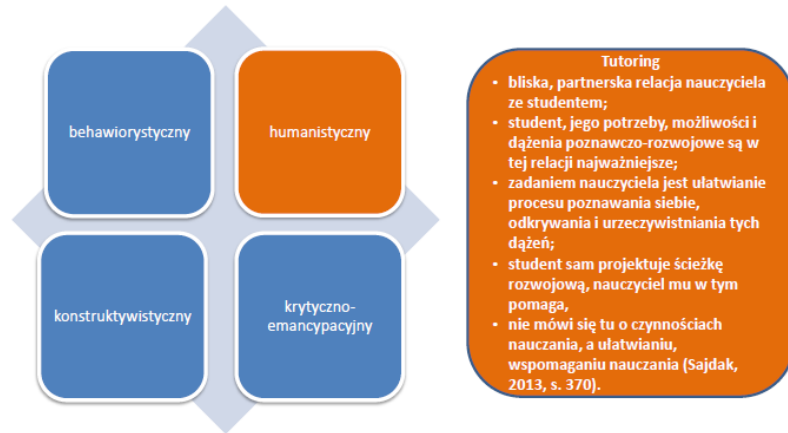 behawiorystyczny
humanistyczny
konstruktywistyczny
krytyczno-
emancypacyjny
Tutoring
• bliska, partnerska relacja nauczyciela
ze studentem;
• student, jego potrzeby, możliwości i
dążenia poznawczo-rozwojowe są w
tej relacji najważniejsze;
• zadaniem nauczyciela jest ułatwianie
procesu poznawania siebie,
odkrywania i urzeczywistniania tych
dążeń;
• student sam projektuje ścieżkę
rozwojową, nauczyciel mu w tym
pomaga,
• nie mówi się tu o czynnościach
nauczania, a ułatwianiu,
wspomaganiu nauczania (Sajdak,
2013, s. 370).